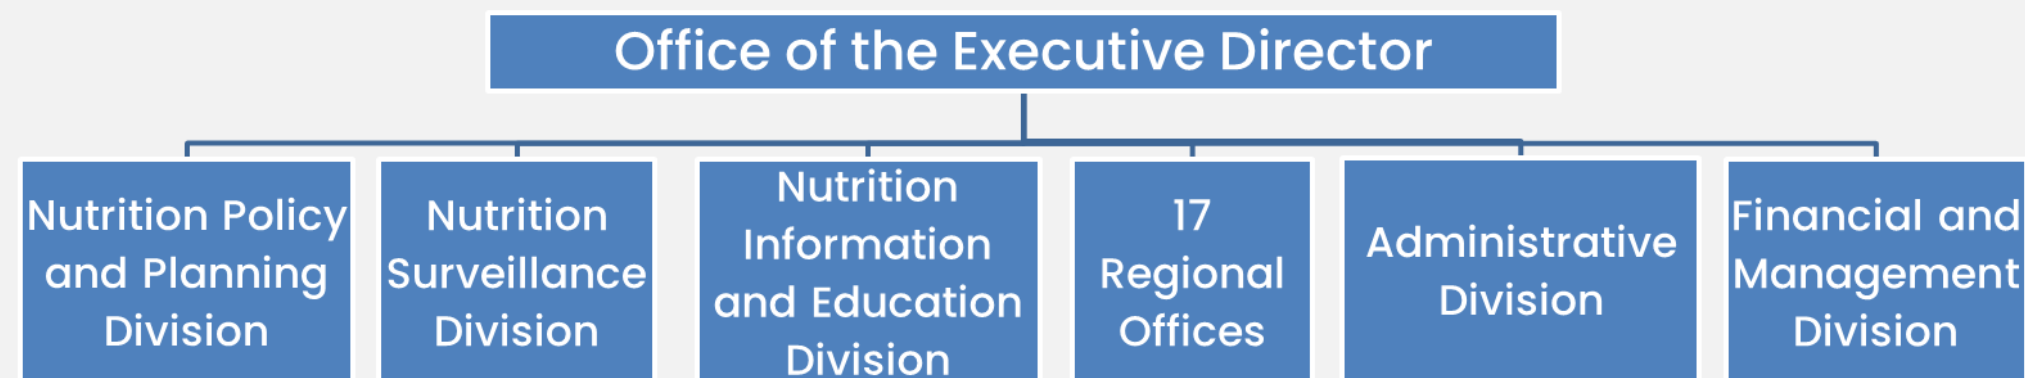 Office of the Executive Director
Nutrition Policy
and Planning
Division
Nutrition
Surveillance
Division
Nutrition
Information
and Education
Division
17
Regional
Offices
Administrative
Division
Financial and
Management
Division